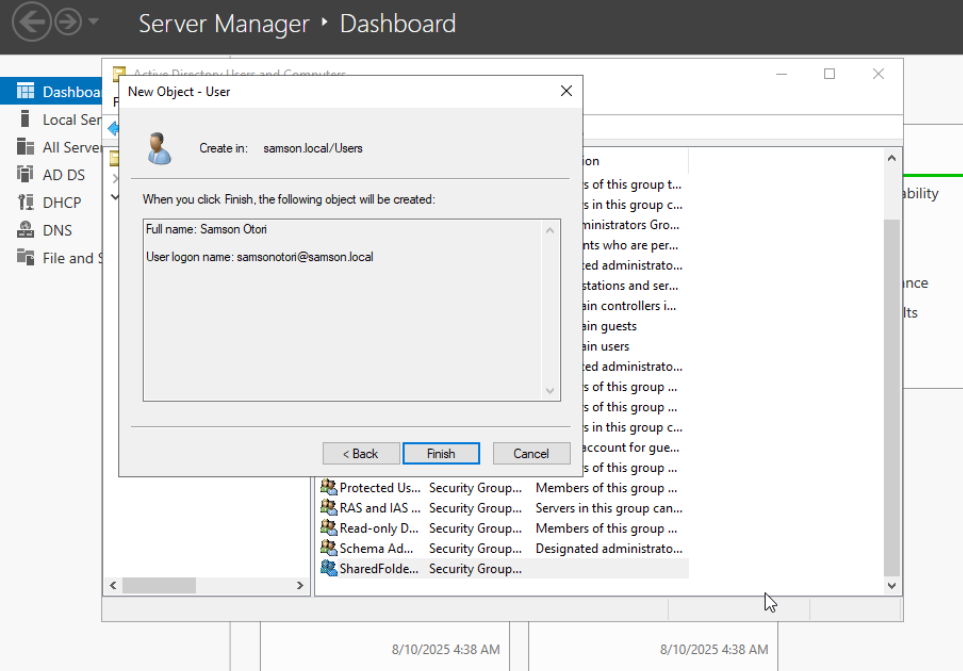 Server Manager ‣ Dashboard
Active Directory Users and Computers
New Object - User
Dashboa
Local Ser
All Server
AD DS
DHCP
DNS
File and S
F
Create in: samson.local/Users
When you click Finish, the following object will be created:
Full name: Samson Otori
User logon name: samsonotori@samson.local
< Back
Finish
Cancel
ion
s of this group t...
s in this group c...
ministrators Gro...
nts who are per...
ted administrato...
stations and ser...
ain controllers i...
ain guests
ain users
ted administrato...
s of this group ...
s of this group ...
s in this group c...
account for gue...
s of this group ...
Protected Us... Security Group... Members of this group ...
RAS and IAS ... Security Group... Servers in this group can...
Read-only D... Security Group... Members of this group ...
Schema Ad... Security Group... Designated administrato...
SharedFolde... Security Group...
ability
nce
lts
8/10/2025 4:38 AM
8/10/2025 4:38 AM